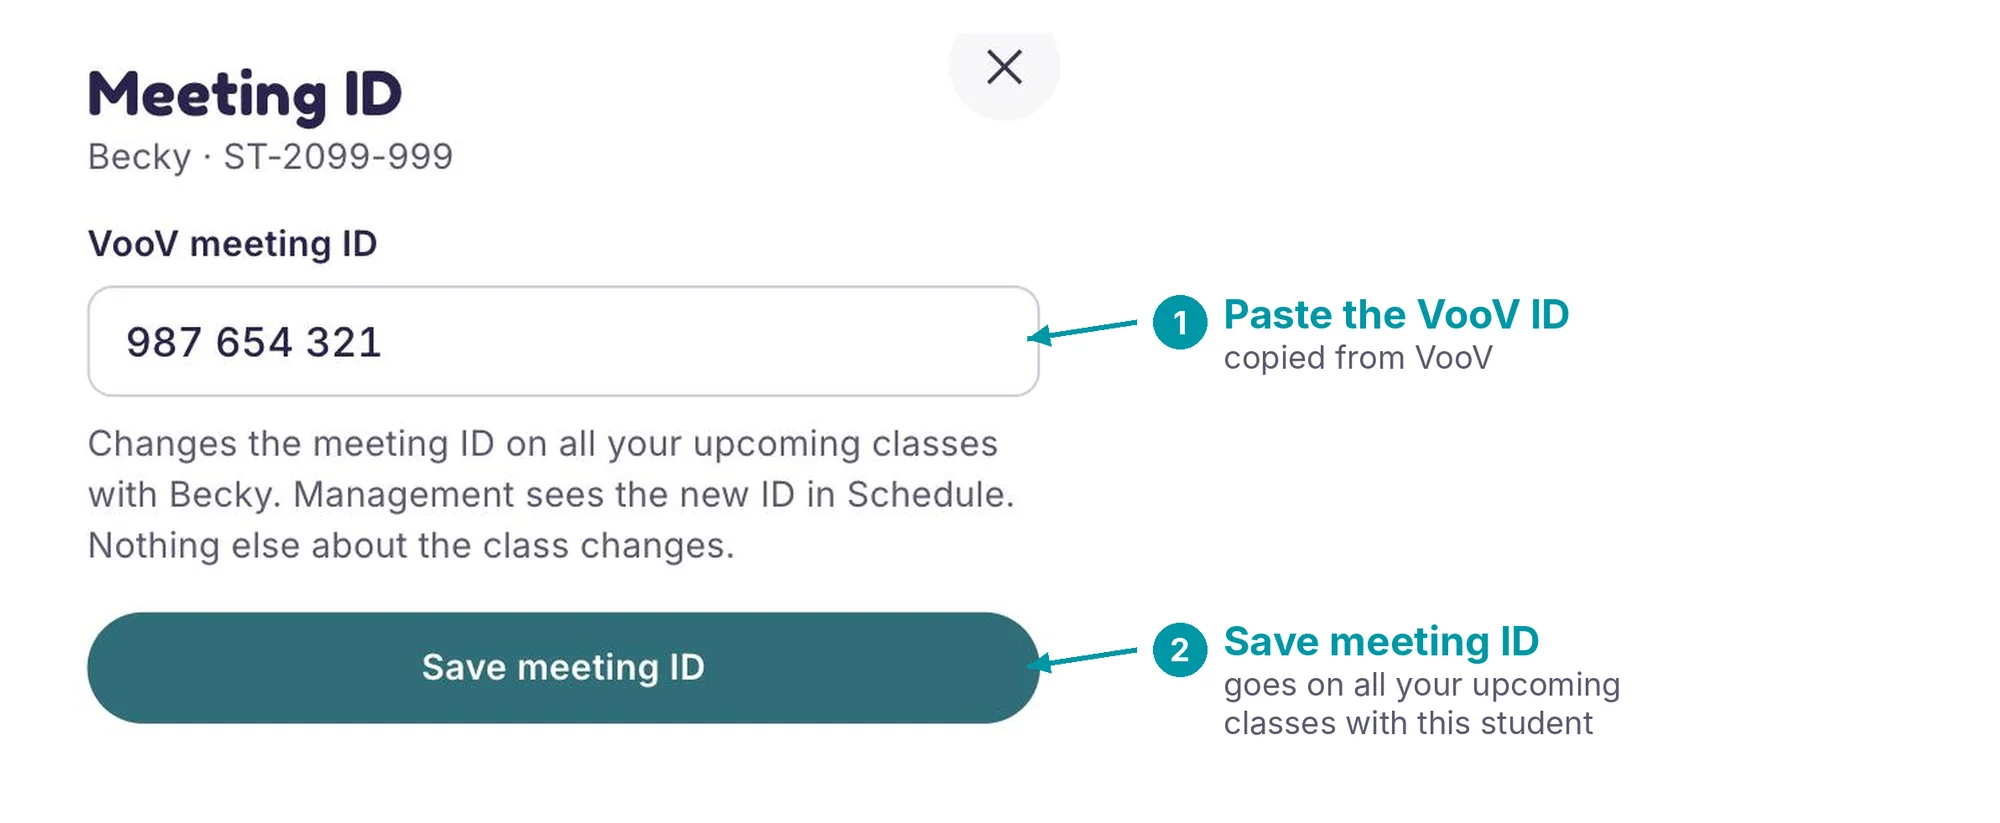 Meeting ID
Becky · ST-2099-999
VooV meeting ID
987 654 321
1 Paste the VooV ID
copied from VooV
Changes the meeting ID on all your upcoming classes
with Becky. Management sees the new ID in Schedule.
Nothing else about the class changes.
Save meeting ID
2 Save meeting ID
goes on all your upcoming
classes with this student